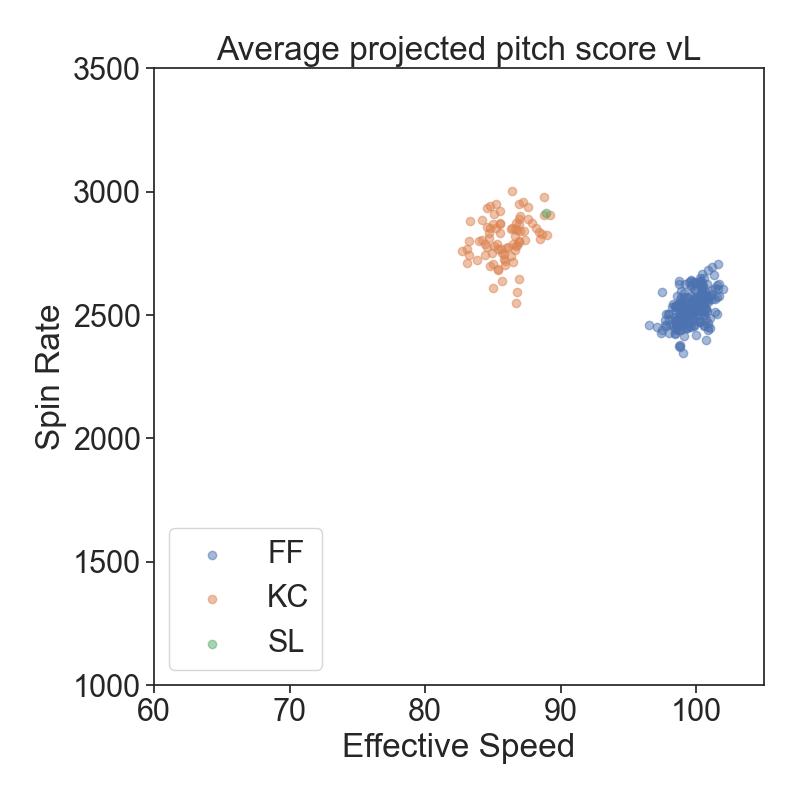 Average projected pitch score vL
3500
3000
2500
2000
1500
1000
Spin Rate
FF
KC
SL
60 70 80 90 100
Effective Speed